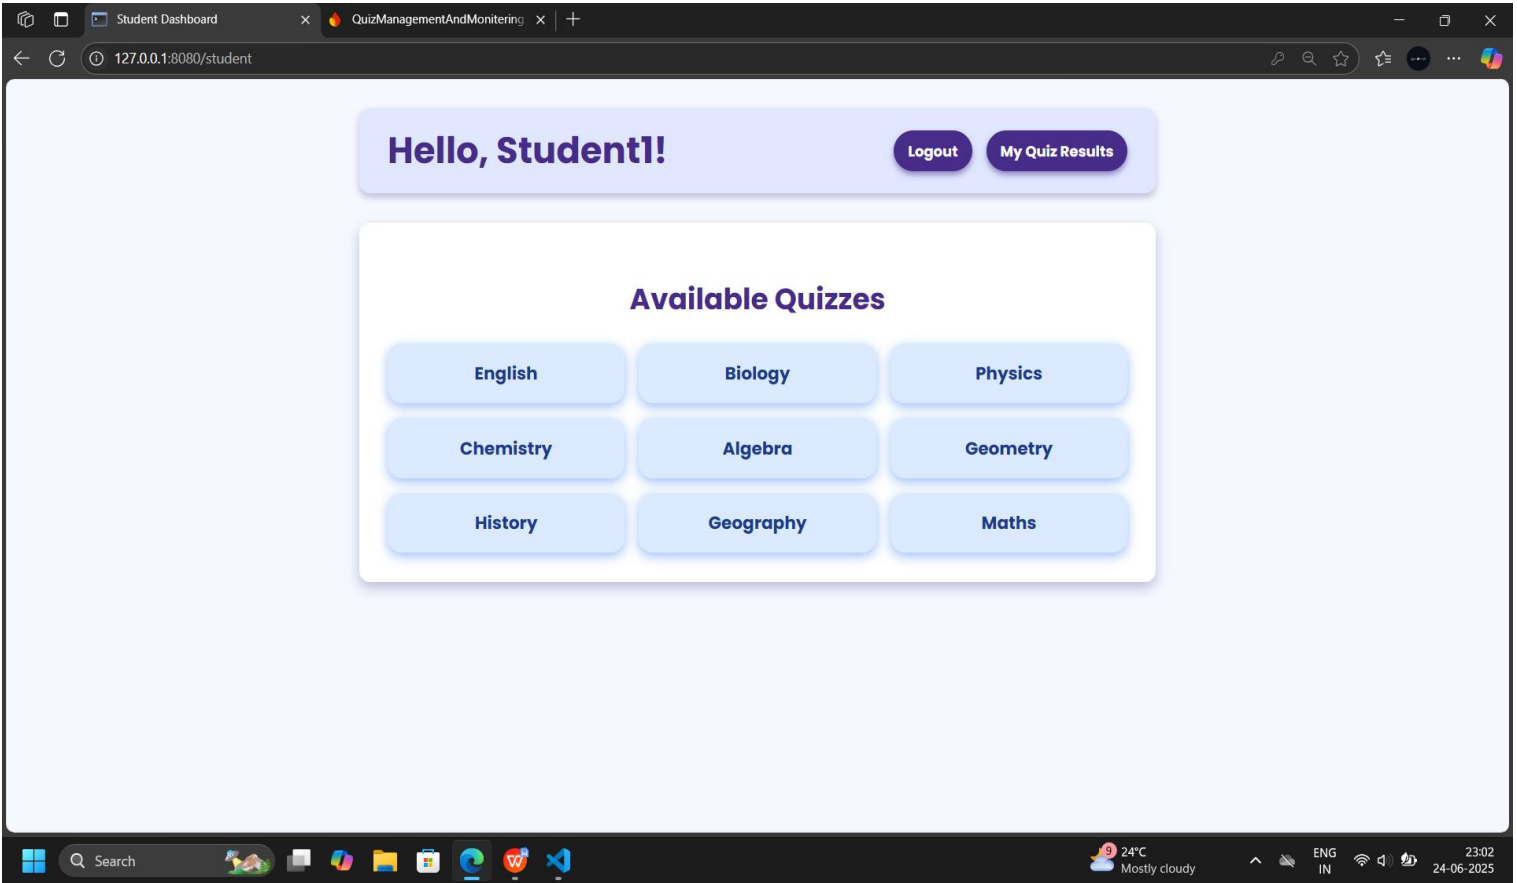 Student Dashboard
QuizManagementAndMonitering
127.0.0.1:8080/student
Hello, Student1!
Logout
My Quiz Results
Available Quizzes
English Biology Physics
Chemistry Algebra Geometry
History Geography Maths
Search
9
24°C
Mostly cloudy
ENG
IN
23:02
24-06-2025